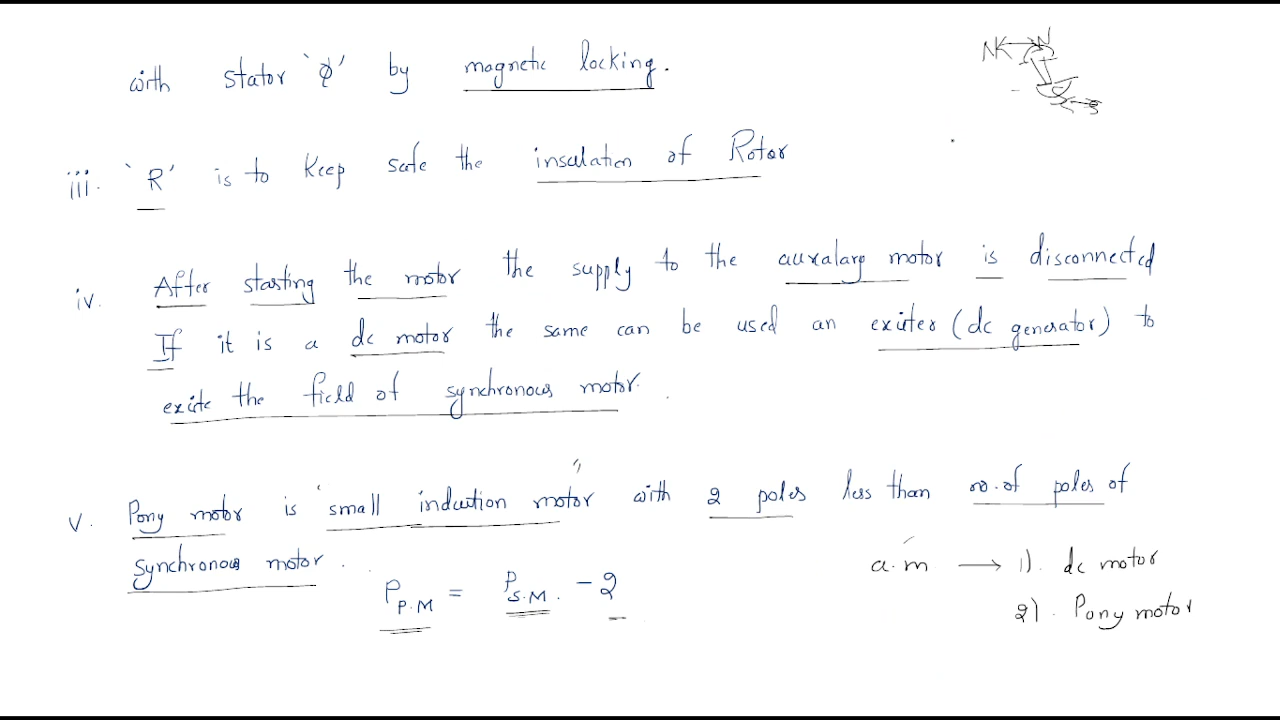 with stator 'φ' by magnetic locking.
N N
S S
iii. 'R' is to keep safe the insulation of Rotor
iv. After starting the motor the supply to the auxalary motor is disconnected
If it is a dc motor the same can be used an exciter (dc generator) to
excite the field of synchronous motor.
v. Pony motor is 'small induction motor' with 2 poles less than no. of poles of
synchronous motor.
P P.M = P S.M. - 2
a.m → 1). dc motor
2). Pony motor